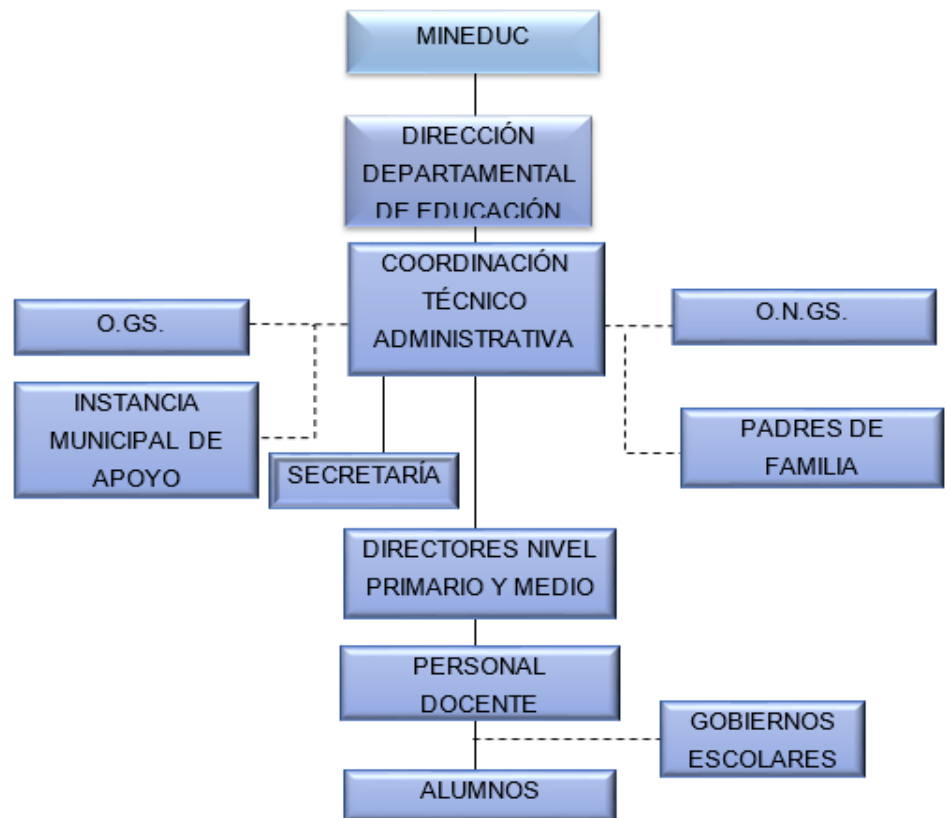 MINEDUC
DIRECCIÓN
DEPARTAMENTAL
DE EDUCACIÓN
COORDINACIÓN
TÉCNICO
ADMINISTRATIVA
O.GS.
O.N.GS.
INSTANCIA
MUNICIPAL DE
APOYO
PADRES DE
FAMILIA
SECRETARÍA
DIRECTORES NIVEL
PRIMARIO Y MEDIO
PERSONAL
DOCENTE
GOBIERNOS
ESCOLARES
ALUMNOS